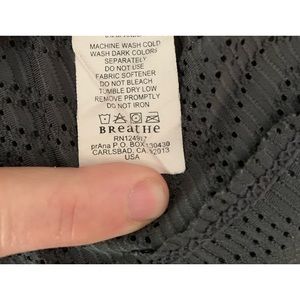 MACHINE WASH COLD
WASH DARK COLORS
SEPARATELY
DO NOT USE
FABRIC SOFTENER
DO NOT BLEACH
TUMBLE DRY LOW
REMOVE PROMPTLY
DO NOT IRON
BREATHE
prAna P.O. BOX 130430
CARLSBAD, CA 92013
USA